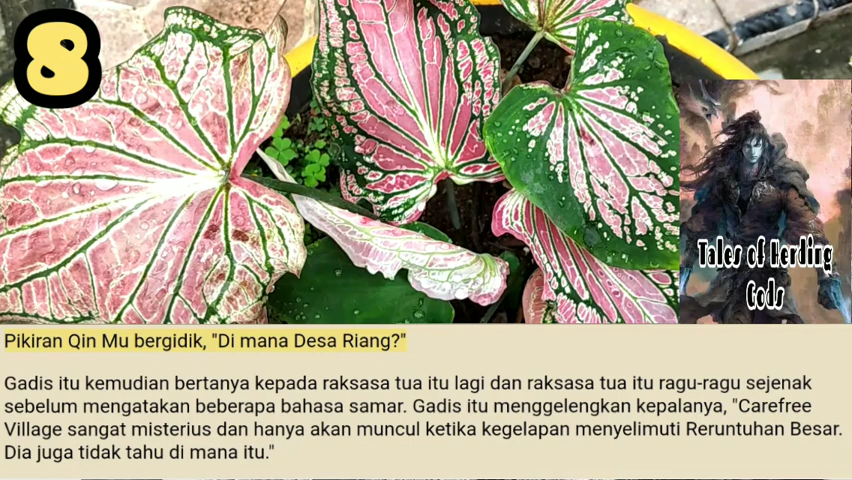 8
Tales of Herding
Gods
Pikiran Qin Mu bergidik, "Di mana Desa Riang?"
Gadis itu kemudian bertanya kepada raksasa tua itu lagi dan raksasa tua itu ragu-ragu sejenak
sebelum mengatakan beberapa bahasa samar. Gadis itu menggelengkan kepalanya, "Carefree
Village sangat misterius dan hanya akan muncul ketika kegelapan menyelimuti Reruntuhan Besar.
Dia juga tidak tahu di mana itu."